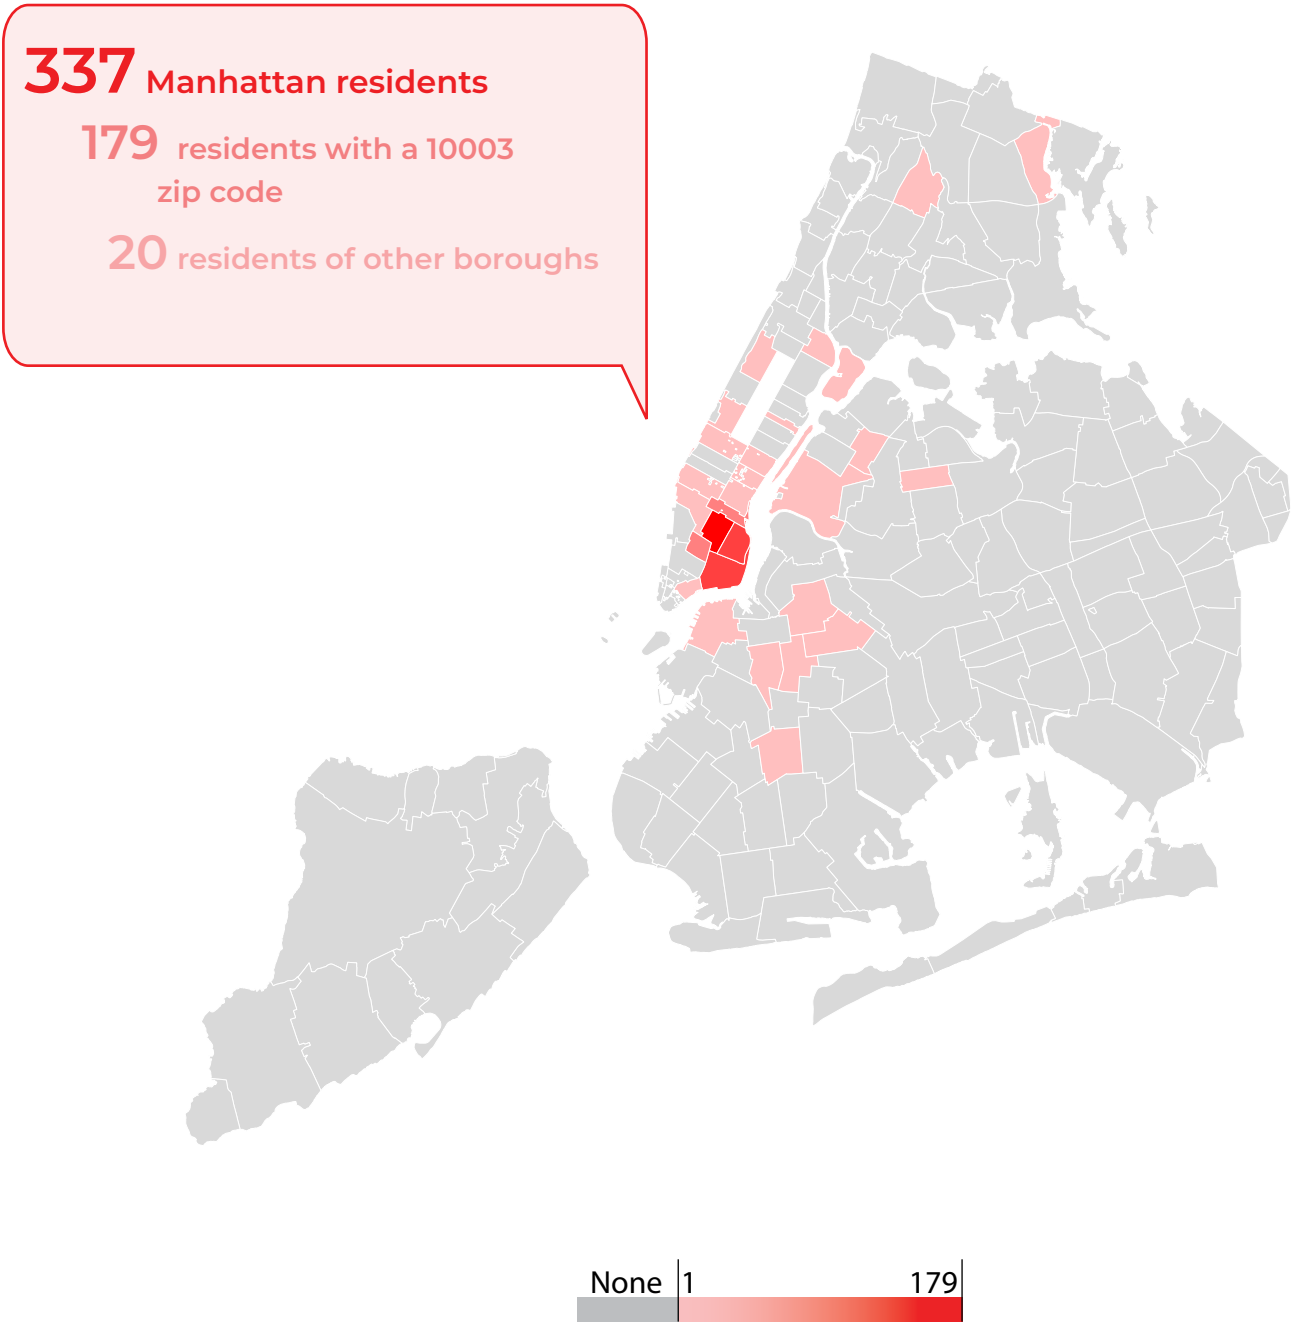 337 Manhattan residents
179 residents with a 10003
zip code
20 residents of other boroughs
None 1 179